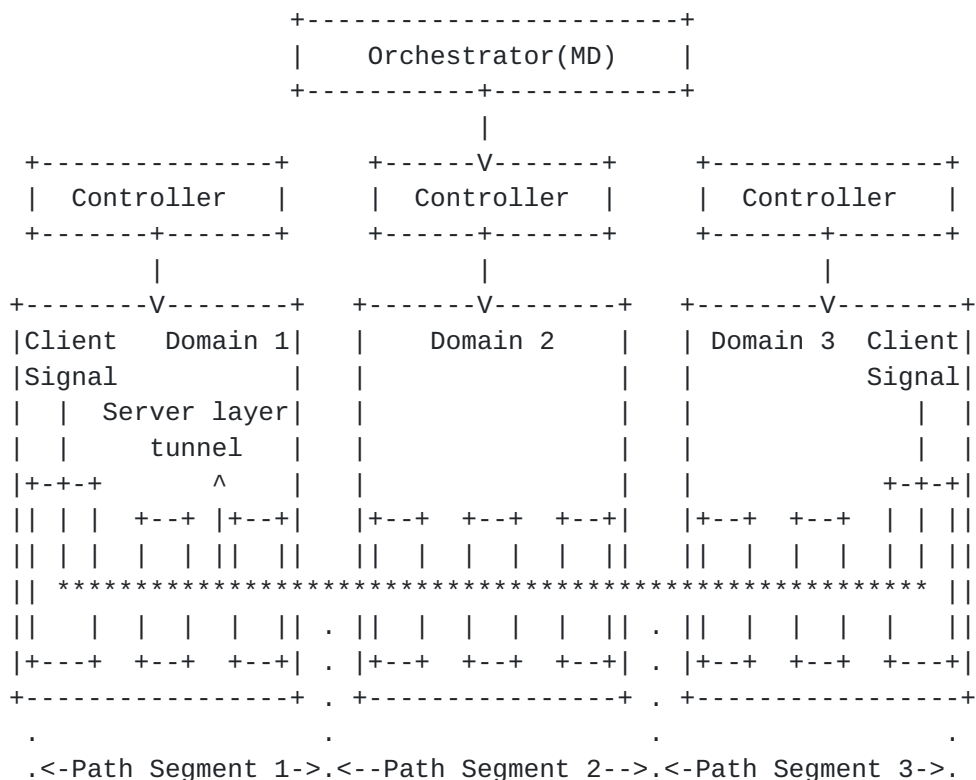 Orchestrator(MD)
Controller Controller Controller
Client Domain 1 Domain 2 Domain 3 Client
Signal Signal
Server layer
tunnel
.<-Path Segment 1->.<--Path Segment 2-->.<-Path Segment 3->.